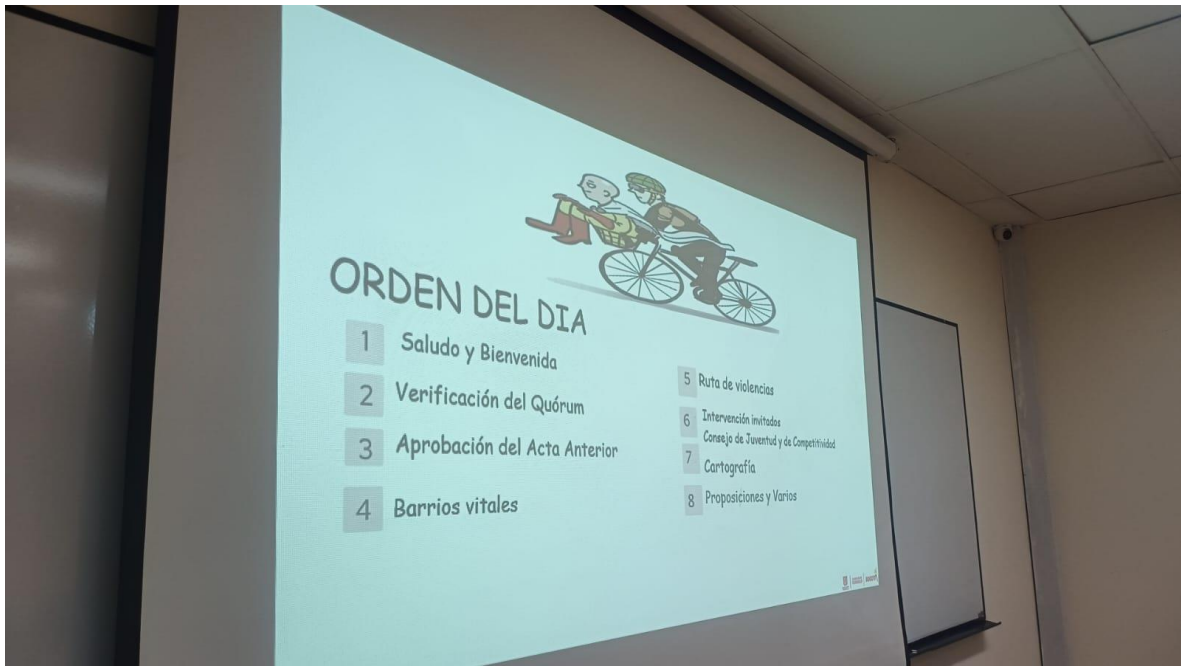 ORDEN DEL DIA
1 Saludo y Bienvenida
2 Verificación del Quórum
3 Aprobación del Acta Anterior
4 Barrios vitales
5 Ruta de violencias
6 Intervención invitados
Consejo de Juventud y de Competitividad
7 Cartografía
8 Proposiciones y Varios